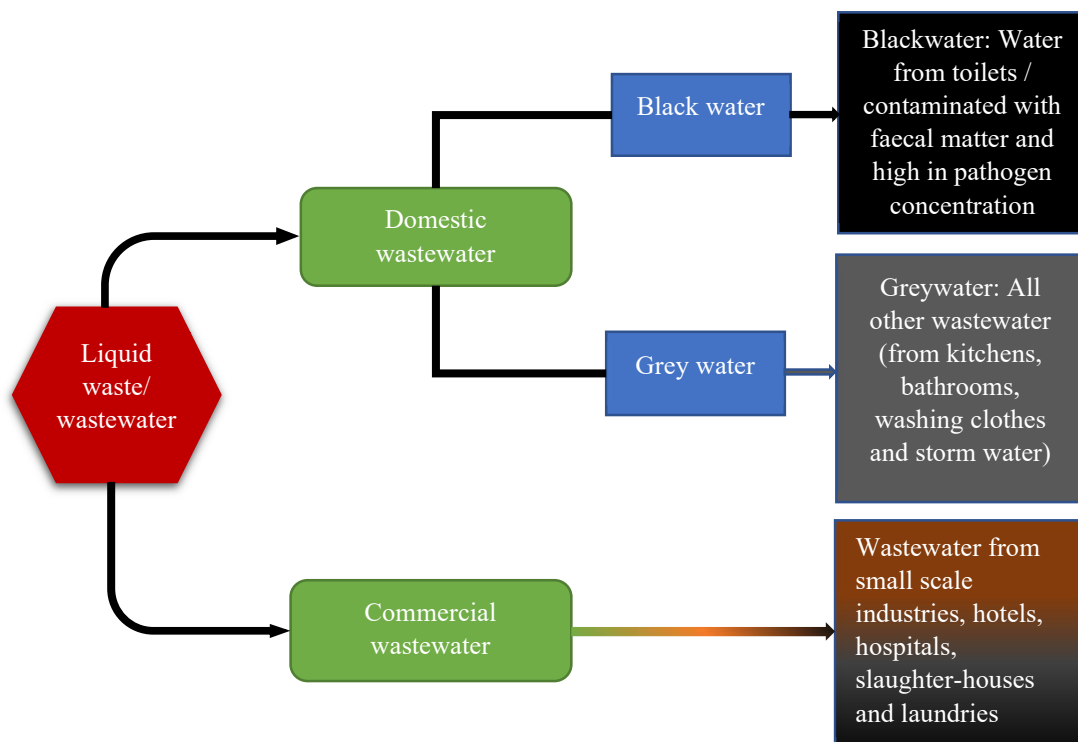 Liquid
waste/
wastewater
Domestic
wastewater
Black water
Blackwater: Water
from toilets /
contaminated with
faecal matter and
high in pathogen
concentration
Grey water
Greywater: All
other wastewater
(from kitchens,
bathrooms,
washing clothes
and storm water)
Commercial
wastewater
Wastewater from
small scale
industries, hotels,
hospitals,
slaughter-houses
and laundries